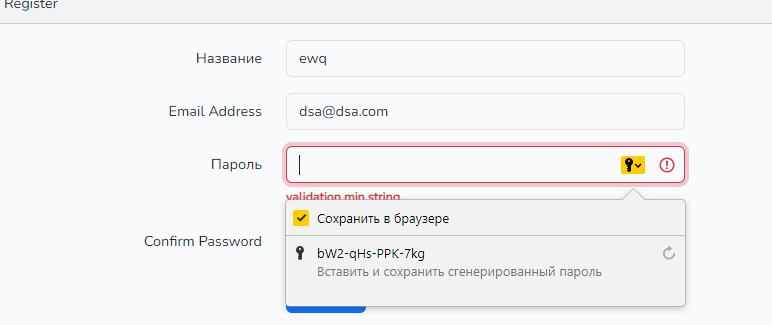 Register
Название
ewq
Email Address
dsa@dsa.com
Пароль
validation min string
Сохранить в браузере
Confirm Password
bW2-qHs-PPK-7kg
Вставить и сохранить сгенерированный пароль